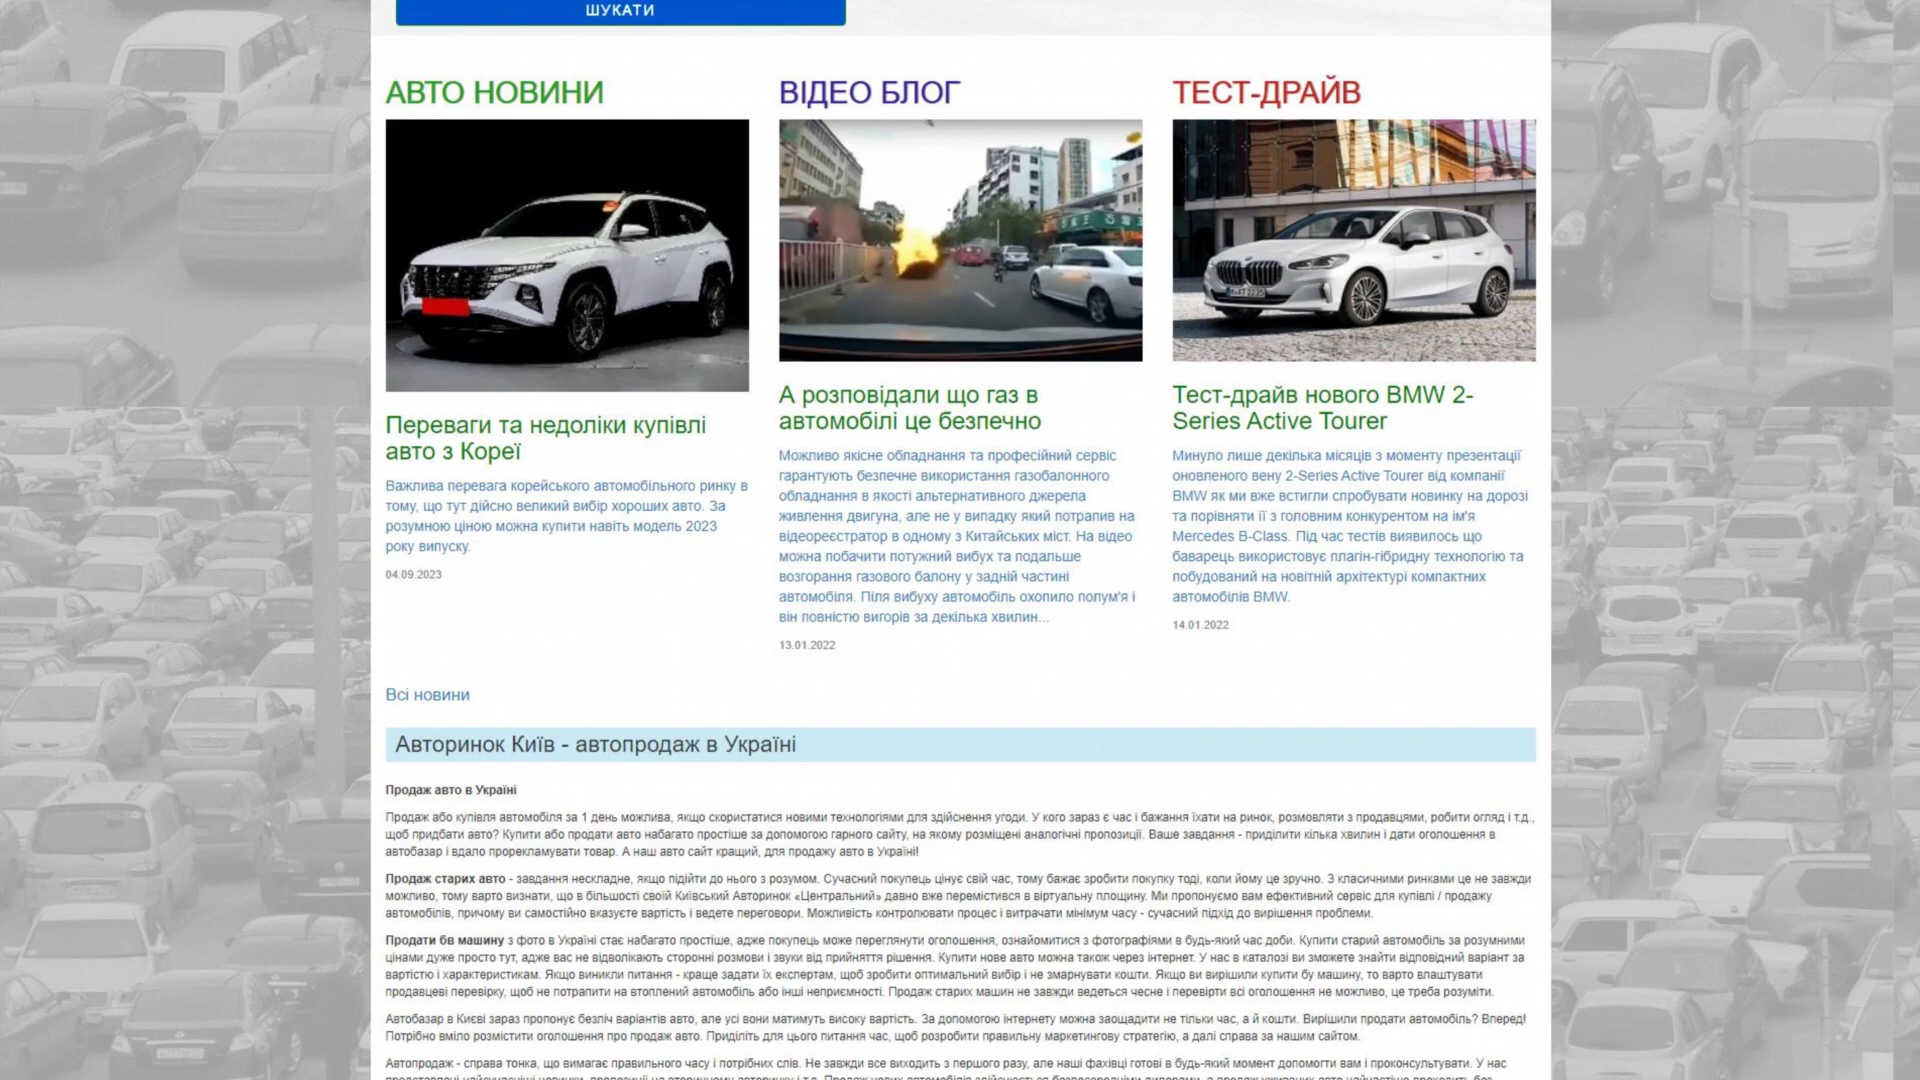 ШУКАТИ
АВТО НОВИНИ
Переваги та недоліки купівлі
авто з Кореї
Важлива перевага корейського автомобільного ринку в
тому, що тут дійсно великий вибір хороших авто. За
розумною ціною можна купити навіть модель 2023
року випуску.
04.09.2023
ВІДЕО БЛОГ
А розповідали що газ в
автомобілі це безпечно
Можливо якісне обладнання та професійний сервіс
гарантують безпечне використання газобалонного
обладнання в якості альтернативного джерела
живлення двигуна, але не у випадку який потрапив на
відеореєстратор в одному з Китайських міст. На відео
можна побачити потужний вибух та подальше
возгорання газового балону у задній частині
автомобіля. Піля вибуху автомобіль охопило полум'я і
він повністю вигорів за декілька хвилин...
13.01.2022
ТЕСТ-ДРАЙВ
Тест-драйв нового BMW 2-
Series Active Tourer
Минуло лише декілька місяців з моменту презентації
оновленого вену 2-Series Active Tourer від компанії
BMW як ми вже встигли спробувати новинку на дорозі
та порівняти її з головним конкурентом на ім'я
Mercedes B-Class. Під час тестів виявилось що
баварець використовує плагін-гібридну технологію та
побудований на новітній архітектурі компактних
автомобілів BMW.
14.01.2022
Всі новини
Авторинок Київ - автопродаж в Україні
Продаж авто в Україні
Продаж або купівля автомобіля за 1 день можлива, якщо скористатися новими технологіями для здійснення угоди. У кого зараз є час і бажання їхати на ринок, розмовляти з продавцями, робити огляд і т.д.,
щоб придбати авто? Купити або продати авто набагато простіше за допомогою гарного сайту, на якому розміщені аналогічні пропозиції. Ваше завдання - приділити кілька хвилин і дати оголошення в
автобазар і вдало прорекламувати товар. А наш авто сайт кращий, для продажу авто в Україні!
Продаж старих авто - завдання нескладне, якщо підійти до нього з розумом. Сучасний покупець цінує свій час, тому бажає зробити покупку тоді, коли йому це зручно. З класичними ринками це не завжди
можливо, тому варто визнати, що в більшості своїй Київський Авторинок «Центральний» давно вже перемістився в віртуальну площину. Ми пропонуємо вам ефективний сервіс для купівлі / продажу
автомобілів, причому ви самостійно вказуєте вартість і ведете переговори. Можливість контролювати процес і витрачати мінімум часу - сучасний підхід до вирішення проблеми.
Продати бв машину з фото в Україні стає набагато простіше, адже покупець може переглянути оголошення, ознайомитися з фотографіями в будь-який час доби. Купити старий автомобіль за розумними
цінами дуже просто тут, адже вас не відволікають сторонні розмови і звуки від прийняття рішення. Купити нове авто можна також через інтернет. У нас в каталозі ви зможете знайти відповідний варіант за
вартістю і характеристикам. Якщо виникли питання - краще задати їх експертам, щоб зробити оптимальний вибір і не змарнувати кошти. Якщо ви вирішили купити бу машину, то варто влаштувати
продавцеві перевірку, щоб не потрапити на втоплений автомобіль або інші неприємності. Продаж старих машин не завжди ведеться чесне і перевірти всі оголошення не можливо, це треба розуміти.
Автобазар в Києві зараз пропонує безліч варіантів авто, але усі вони матимуть високу вартість. За допомогою інтернету можна заощадити не тільки час, а й кошти. Вирішили продати автомобіль? Вперед!
Потрібно вміло розмістити оголошення про продаж авто. Приділіть для цього питання час, щоб розробити правильну маркетингову стратегію, а далі справа за нашим сайтом.
Автопродаж - справа тонка, що вимагає правильного часу і потрібних слів. Не завжди все виходить з першого разу, але наші фахівці готові в будь-який момент допомогти вам і проконсультувати. У нас